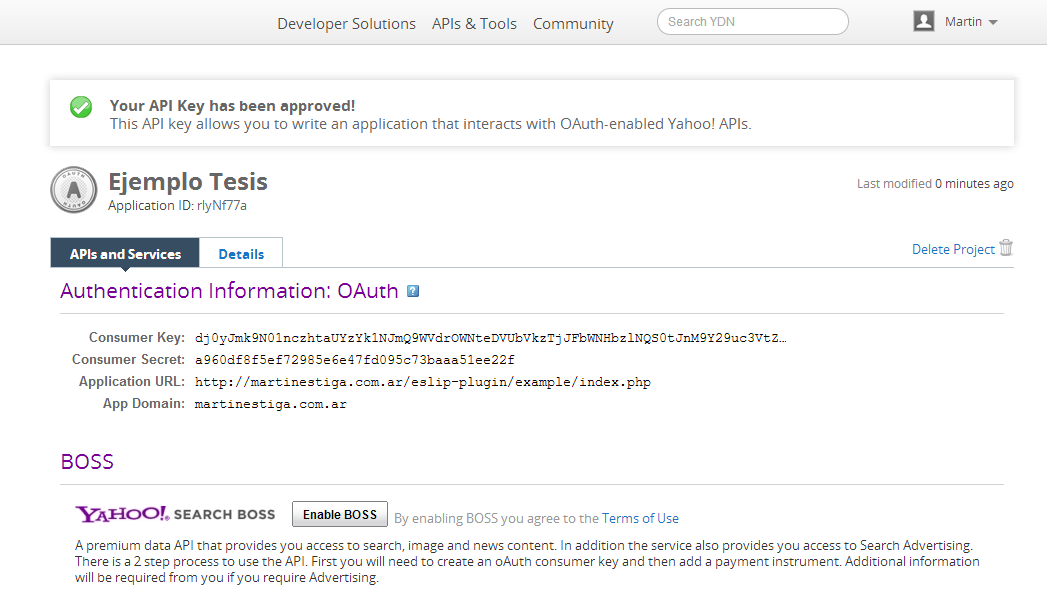 Developer Solutions APIs & Tools Community Search YDN Martin
Your API Key has been approved!
This API key allows you to write an application that interacts with OAuth-enabled Yahoo! APIs.
Ejemplo Tesis
Application ID: rlyNf77a
Last modified 0 minutes ago
APIs and Services Details Delete Project
Authentication Information: OAuth ?
Consumer Key: dj0yJmk9N01nczhtaUYzYk1NJmQ9WVdrOWNteDVUbVkzTjJFbWNHbzlNQS0tJnM9Y29uc3VtZ…
Consumer Secret: a960df8f5ef72985e6e47fd095c73baaa51ee22f
Application URL: http://martinestiga.com.ar/eslip-plugin/example/index.php
App Domain: martinestiga.com.ar
BOSS
YAHOO! SEARCH BOSS Enable BOSS By enabling BOSS you agree to the Terms of Use
A premium data API that provides you access to search, image and news content. In addition the service also provides you access to Search Advertising.
There is a 2 step process to use the API. First you will need to create an oAuth consumer key and then add a payment instrument. Additional information
will be required from you if you require Advertising.